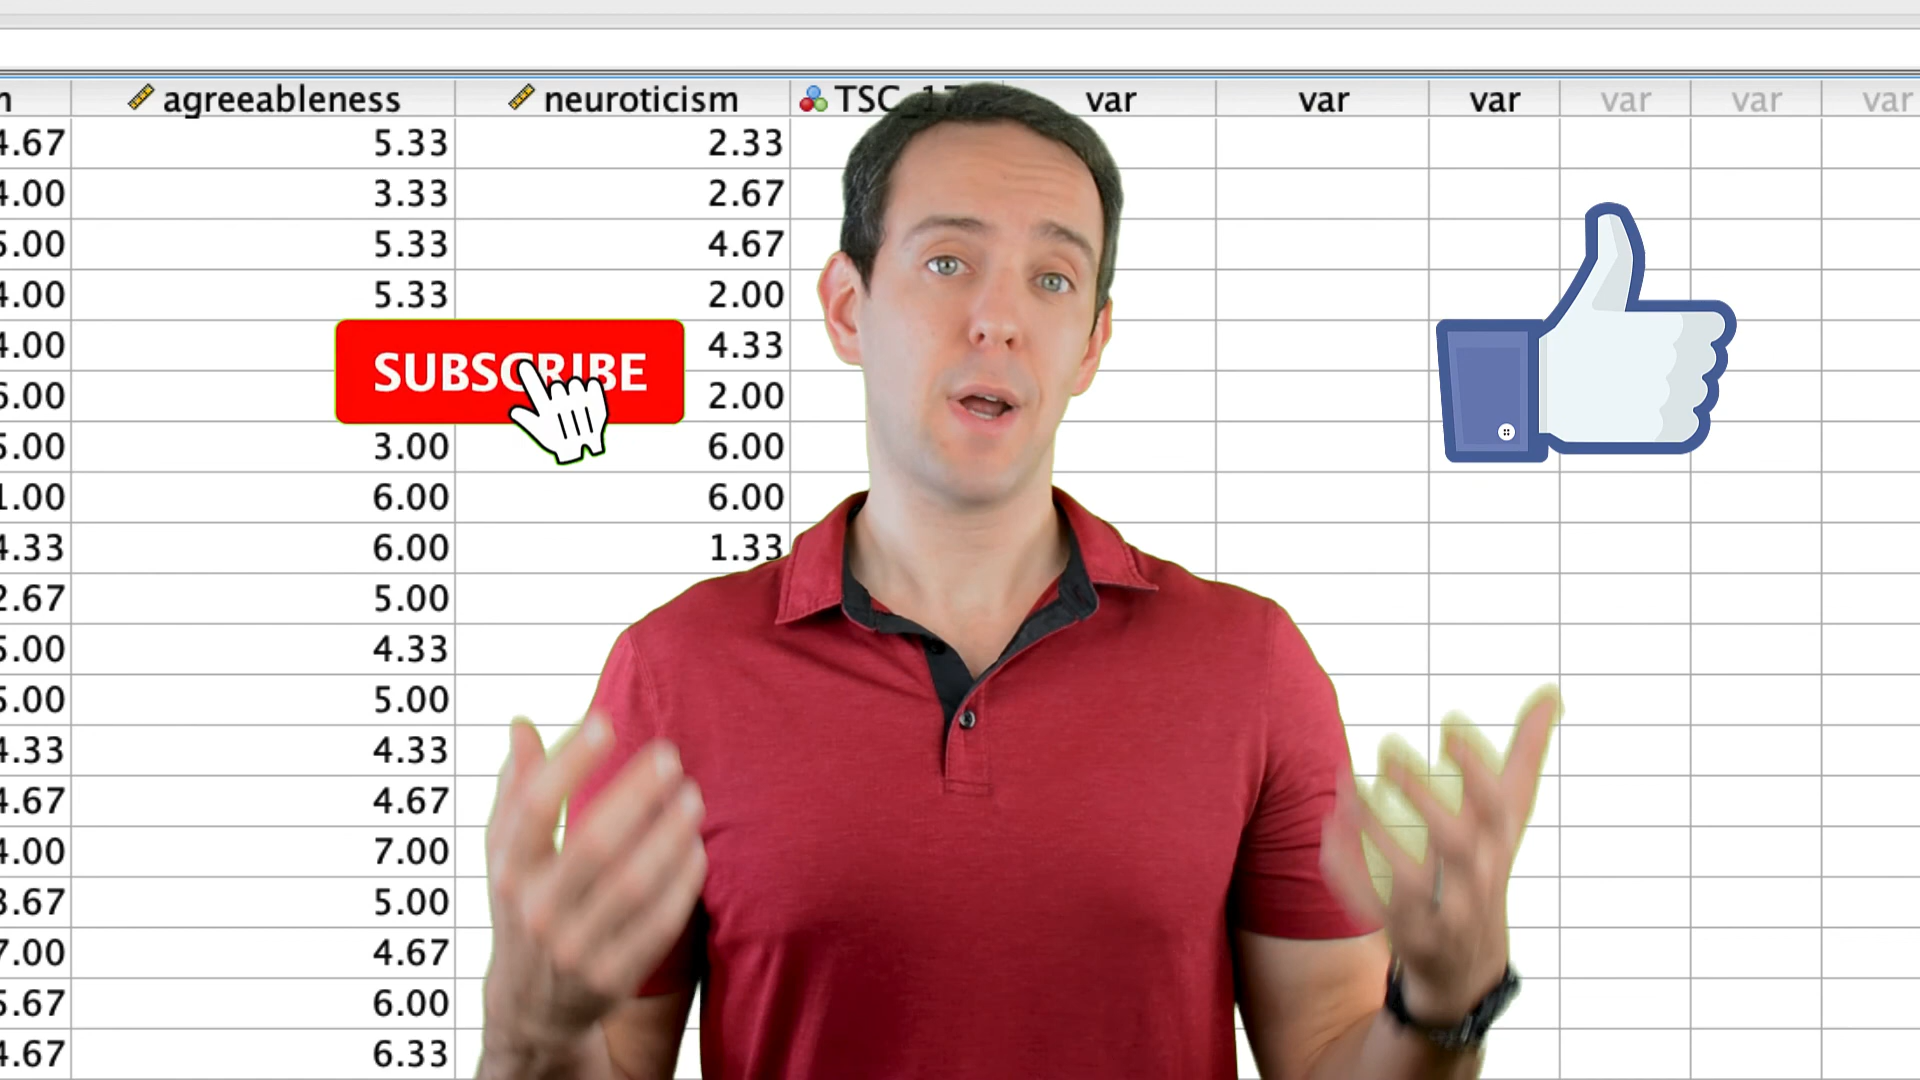 agreeableness neuroticism TSC_17 var var var var var var
4.67 5.33 2.33
4.00 3.33 2.67
5.00 5.33 4.67
4.00 5.33 2.00
4.00 4.33
SUBSCRIBE
2.00
5.00 3.00 6.00
1.00 6.00 6.00
4.33 6.00 1.33
2.67 5.00
5.00 4.33
5.00 5.00
4.33 4.33
4.67 4.67
4.00 7.00
3.67 5.00
7.00 4.67
5.67 6.00
4.67 6.33